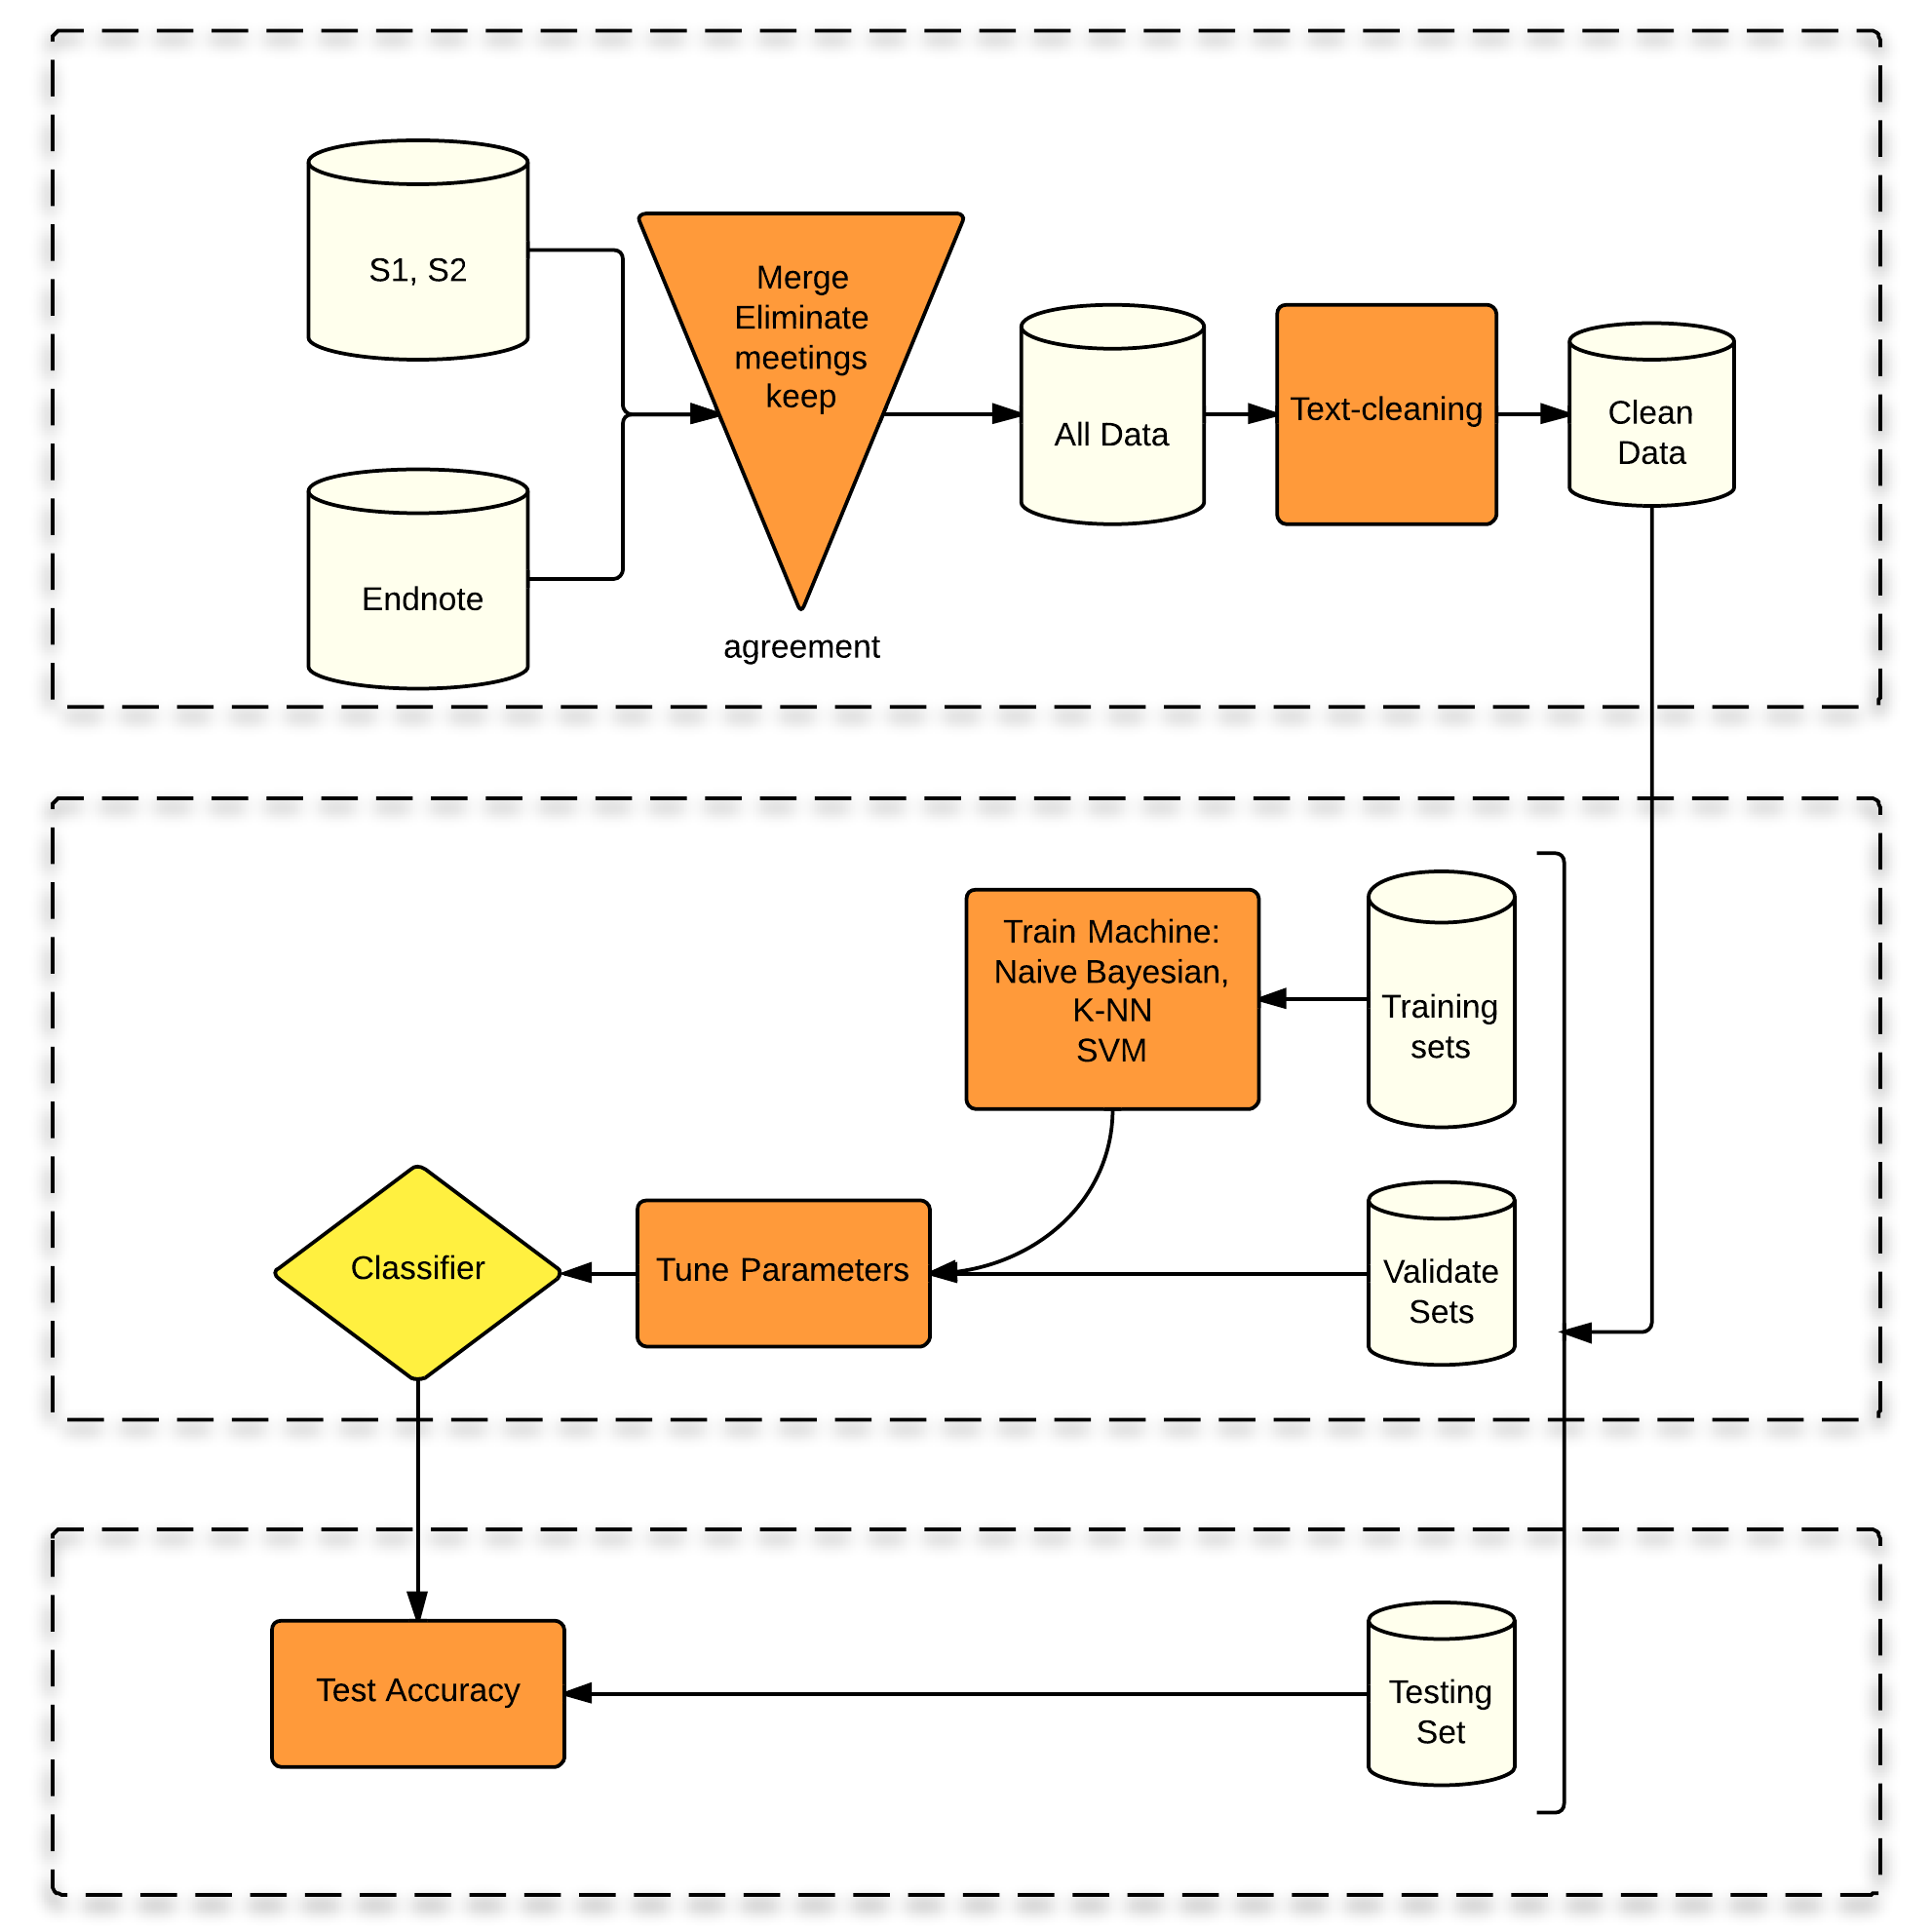 S1, S2
Endnote
Merge
Eliminate
meetings
keep
agreement
All Data
Text-cleaning
Clean
Data
Train Machine:
Naive Bayesian,
K-NN
SVM
Training
sets
Classifier
Tune Parameters
Validate
Sets
Test Accuracy
Testing
Set